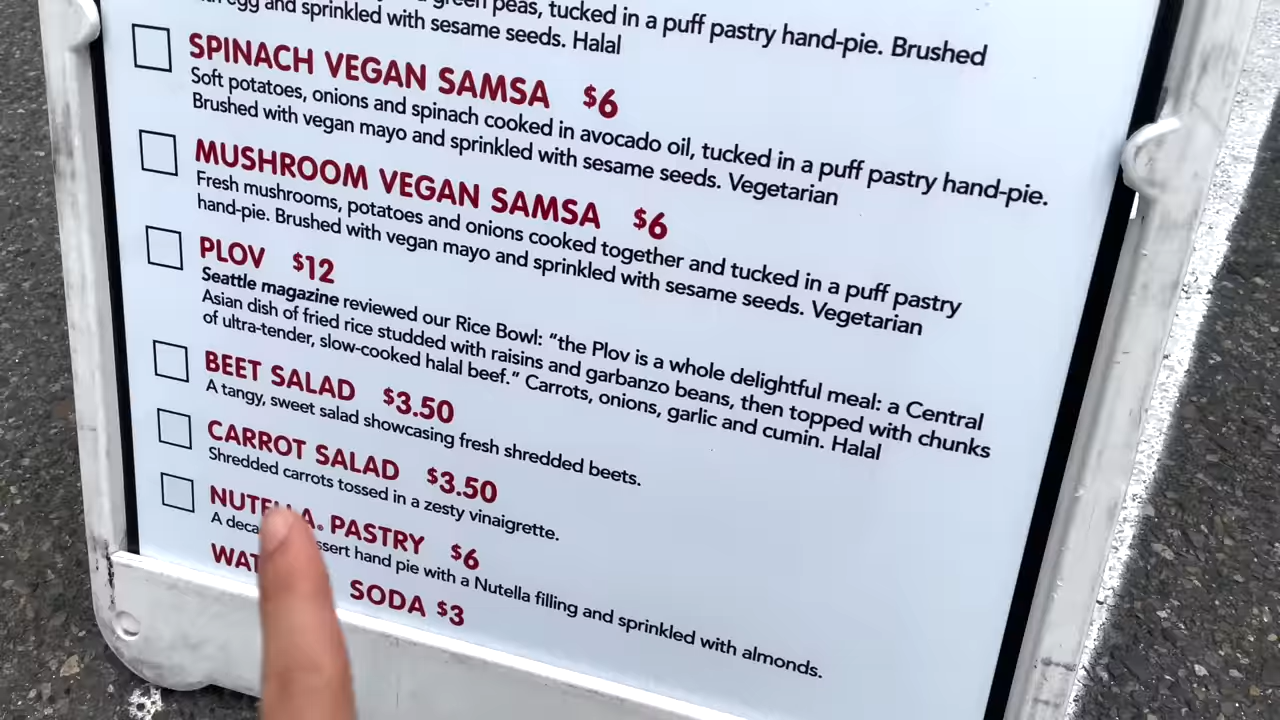 green peas, tucked in a puff pastry hand-pie. Brushed
egg and sprinkled with sesame seeds. Halal
SPINACH VEGAN SAMSA $6
Soft potatoes, onions and spinach cooked in avocado oil, tucked in a puff pastry hand-pie.
Brushed with vegan mayo and sprinkled with sesame seeds. Vegetarian
MUSHROOM VEGAN SAMSA $6
Fresh mushrooms, potatoes and onions cooked together and tucked in a puff pastry
hand-pie. Brushed with vegan mayo and sprinkled with sesame seeds. Vegetarian
PLOV $12
Seattle magazine reviewed our Rice Bowl: “the Plov is a whole delightful meal: a Central
Asian dish of fried rice studded with raisins and garbanzo beans, then topped with chunks
of ultra-tender, slow-cooked halal beef.” Carrots, onions, garlic and cumin. Halal
BEET SALAD $3.50
A tangy, sweet salad showcasing fresh shredded beets.
CARROT SALAD $3.50
Shredded carrots tossed in a zesty vinaigrette.
NUTELLA® PASTRY $6
A hand pie with a Nutella filling and sprinkled with almonds.
SODA $3